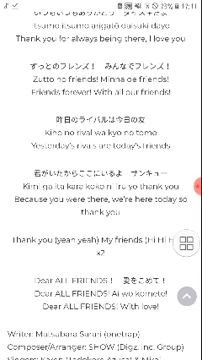 23% 17:11
Itsumo itsumo arigatō daisuki dayo
Thank you for always being there, I love you
ずっとのフレンズ！ みんなでフレンズ！
Zutto no friends! Minna de friends!
Friends forever! With all our friends!
昨日のライバルは今日の友
Kino no rival wa kyo no tomo
Yesterday's rivals are today's friends
君がいたからここにいるよ サンキュー
Kimi ga ita kara koko ni iru yo thank you
Because you were there, we're here today so
thank you
Thank you (yeah yeah) My friends (Hi Hi H
x2
Dear ALL FRIENDS！ 愛をこめて！
Dear ALL FRIENDS! Ai wo komete!
Dear ALL FRIENDS! With love!
Writer: Matsubara Sarari (onetrap)
Composer/Arranger: SHOW (Digz, Inc. Group)